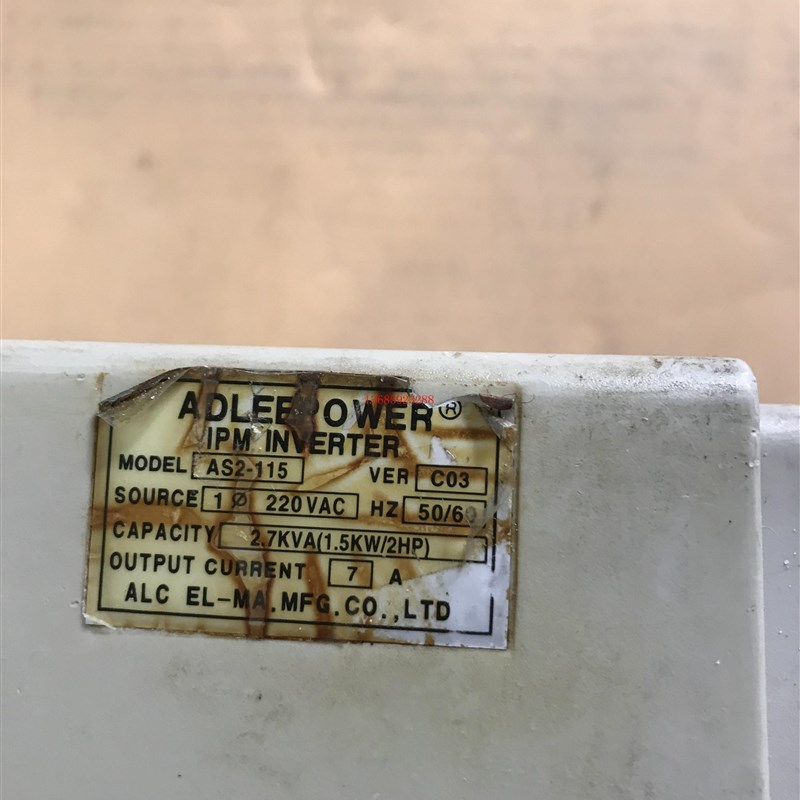 ADLEEPOWER®
IPM INVERTER
MODEL AS2-115 VER C03
SOURCE 1 Ø 220VAC HZ 50/60
CAPACITY 2.7KVA(1.5KW/2HP)
OUTPUT CURRENT 7 A
ALC EL-MA.MFG.CO.,LTD